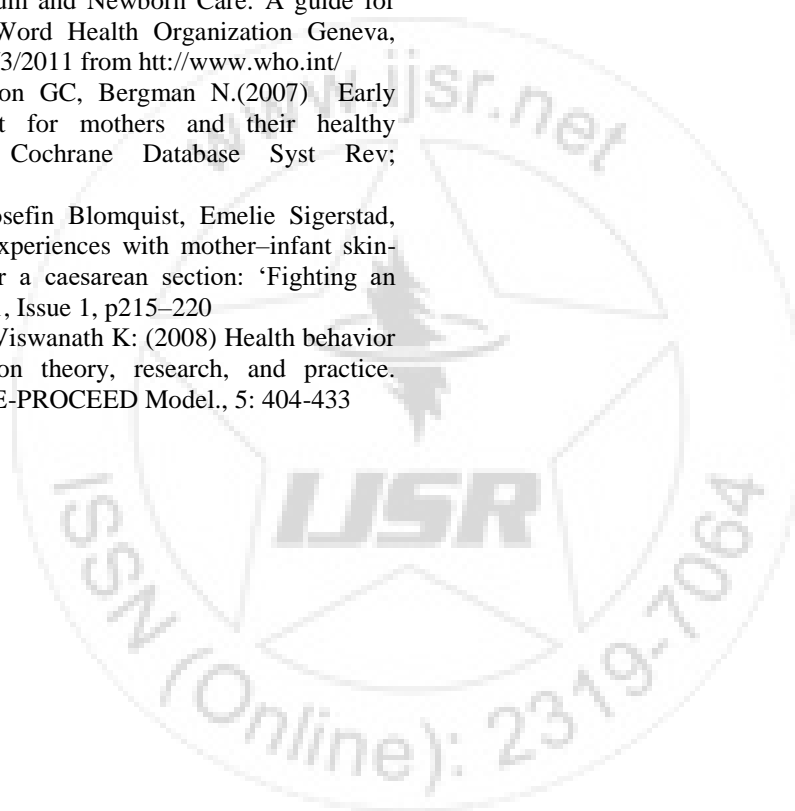 um and Newborn Care. A guide for
Word Health Organization Geneva,
3/2011 from htt://www.who.int/
on GC, Bergman N.(2007) Early
t for mothers and their healthy
Cochrane Database Syst Rev;
osefin Blomquist, Emelie Sigerstad,
xperiences with mother–infant skin-
r a caesarean section: ‘Fighting an
, Issue 1, p215–220
Viswanath K: (2008) Health behavior
on theory, research, and practice.
E-PROCEED Model., 5: 404-433
www.ijsr.net
IJSR
ISSN (Online): 2319-7064